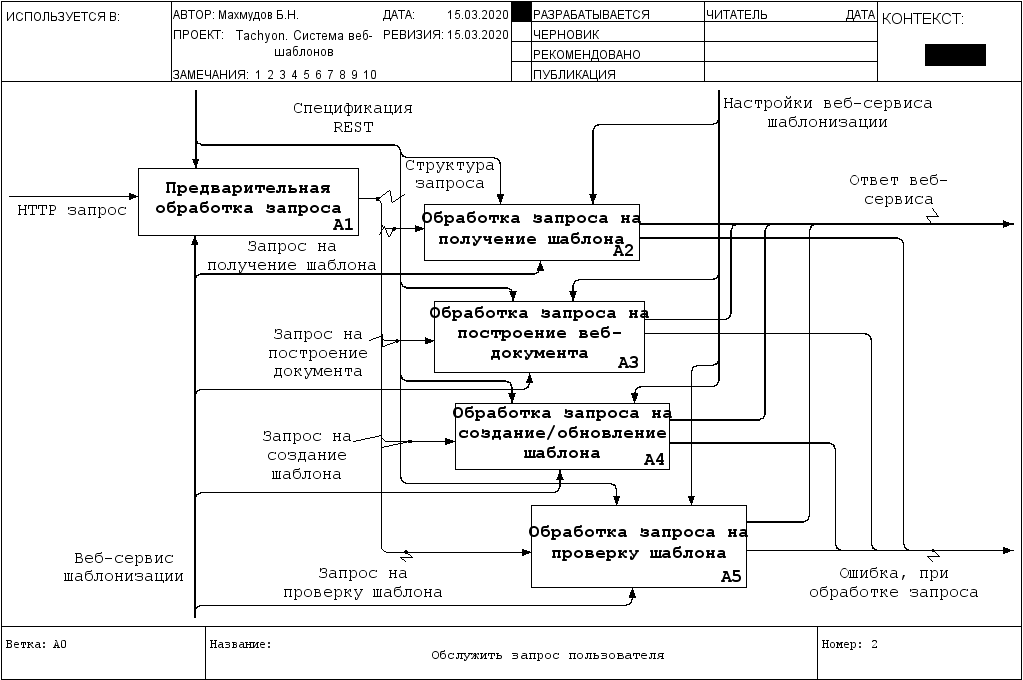 ИСПОЛЬЗУЕТСЯ В:
АВТОР: Махмудов Б.Н.
ДАТА: 15.03.2020
ПРОЕКТ: Tachyon. Система веб-
шаблонов
РЕВИЗИЯ: 15.03.2020
ЗАМЕЧАНИЯ: 1 2 3 4 5 6 7 8 9 10
РАЗРАБАТЫВАЕТСЯ
ЧЕРНОВИК
РЕКОМЕНДОВАНО
ПУБЛИКАЦИЯ
ЧИТАТЕЛЬ
ДАТА
КОНТЕКСТ:
Спецификация
REST
Настройки веб-сервиса
шаблонизации
Структура
запроса
Предварительная
обработка запроса
A1
HTTP запрос
Ответ веб-
сервиса
Обработка запроса на
получение шаблона
A2
Запрос на
получение шаблона
Обработка запроса на
построение веб-
документа
A3
Запрос на
построение
документа
Обработка запроса на
создание/обновление
шаблона
A4
Запрос на
создание
шаблона
Обработка запроса на
проверку шаблона
A5
Веб-сервис
шаблонизации
Запрос на
проверку шаблона
Ошибка, при
обработке запроса
Ветка: A0
Название:
Обслужить запрос пользователя
Номер: 2